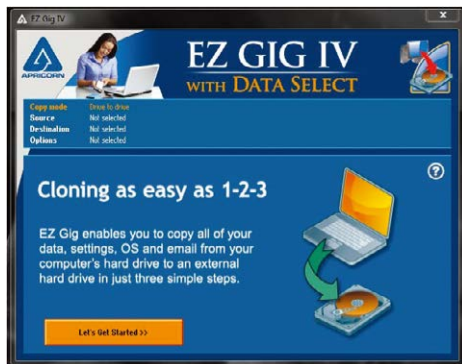 EZ Gig IV
x
APRICORN
EZ GIG IV
WITH DATA SELECT
Copy mode Drive to drive
Source Not selected
Destination Not selected
Options Not selected
?
Cloning as easy as 1-2-3
EZ Gig enables you to copy all of your
data, settings, OS and email from your
computer's hard drive to an external
hard drive in just three simple steps.
Let's Get Started >>